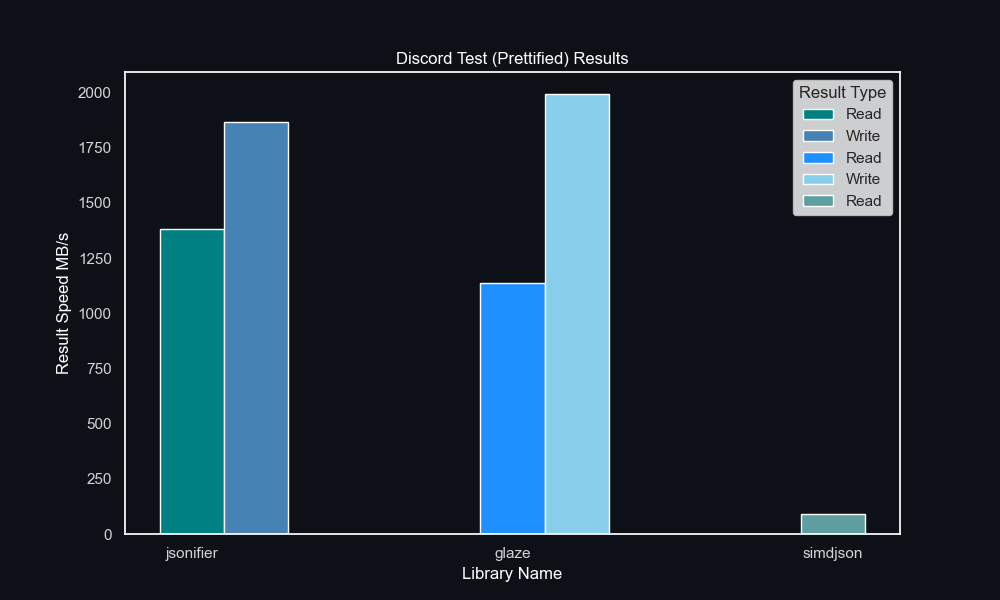 Discord Test (Prettified) Results
Result Type
Read
Write
Read
Write
Read
Result Speed MB/s
2000
1750
1500
1250
1000
750
500
250
0
jsonifier
glaze
simdjson
Library Name